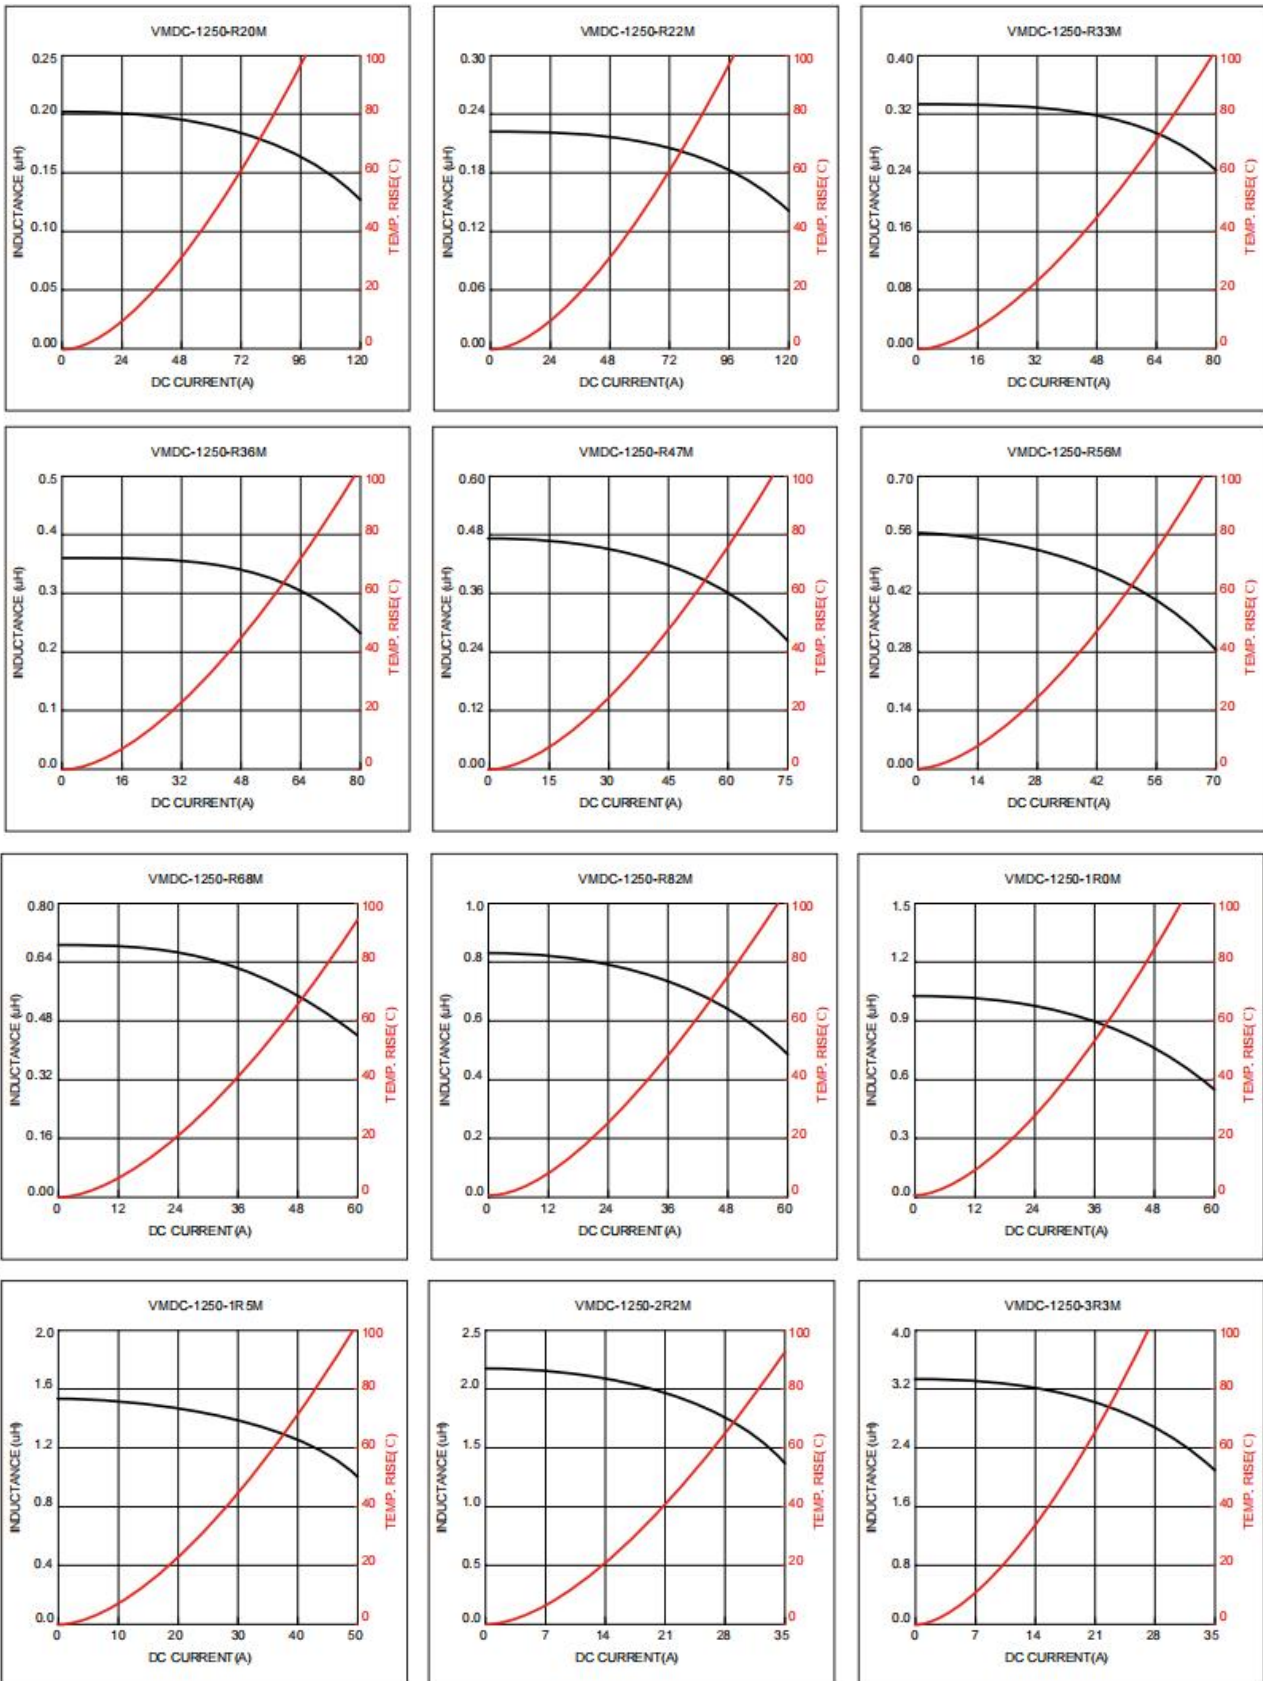 VMDC-1250-R20M
INDUCTANCE (uH)
0.25
0.20
0.15
0.10
0.05
0.00
0 24 48 72 96 120
DC CURRENT(A)
100
80
60
40
20
0
TEMP. RISE(C)
VMDC-1250-R22M
INDUCTANCE (uH)
0.30
0.24
0.18
0.12
0.06
0.00
0 24 48 72 96 120
DC CURRENT(A)
100
80
60
40
20
0
TEMP. RISE(C)
VMDC-1250-R33M
INDUCTANCE (uH)
0.40
0.32
0.24
0.16
0.08
0.00
0 16 32 48 64 80
DC CURRENT(A)
100
80
60
40
20
0
TEMP. RISE(C)
VMDC-1250-R36M
INDUCTANCE (uH)
0.5
0.4
0.3
0.2
0.1
0.0
0 16 32 48 64 80
DC CURRENT(A)
100
80
60
40
20
0
TEMP. RISE(C)
VMDC-1250-R47M
INDUCTANCE (uH)
0.60
0.48
0.36
0.24
0.12
0.00
0 15 30 45 60 75
DC CURRENT(A)
100
80
60
40
20
0
TEMP. RISE(C)
VMDC-1250-R56M
INDUCTANCE (uH)
0.70
0.56
0.42
0.28
0.14
0.00
0 14 28 42 56 70
DC CURRENT(A)
100
80
60
40
20
0
TEMP. RISE(C)
VMDC-1250-R68M
INDUCTANCE (uH)
0.80
0.64
0.48
0.32
0.16
0.00
0 12 24 36 48 60
DC CURRENT(A)
100
80
60
40
20
0
TEMP. RISE(C)
VMDC-1250-R82M
INDUCTANCE (uH)
1.0
0.8
0.6
0.4
0.2
0.0
0 12 24 36 48 60
DC CURRENT(A)
100
80
60
40
20
0
TEMP. RISE(C)
VMDC-1250-1R0M
INDUCTANCE (uH)
1.5
1.2
0.9
0.6
0.3
0.0
0 12 24 36 48 60
DC CURRENT(A)
100
80
60
40
20
0
TEMP. RISE(C)
VMDC-1250-1R5M
INDUCTANCE (uH)
2.0
1.6
1.2
0.8
0.4
0.0
0 10 20 30 40 50
DC CURRENT(A)
100
80
60
40
20
0
TEMP. RISE(C)
VMDC-1250-2R2M
INDUCTANCE (uH)
2.5
2.0
1.5
1.0
0.5
0.0
0 7 14 21 28 35
DC CURRENT(A)
100
80
60
40
20
0
TEMP. RISE(C)
VMDC-1250-3R3M
INDUCTANCE (uH)
4.0
3.2
2.4
1.6
0.8
0.0
0 7 14 21 28 35
DC CURRENT(A)
100
80
60
40
20
0
TEMP. RISE(C)